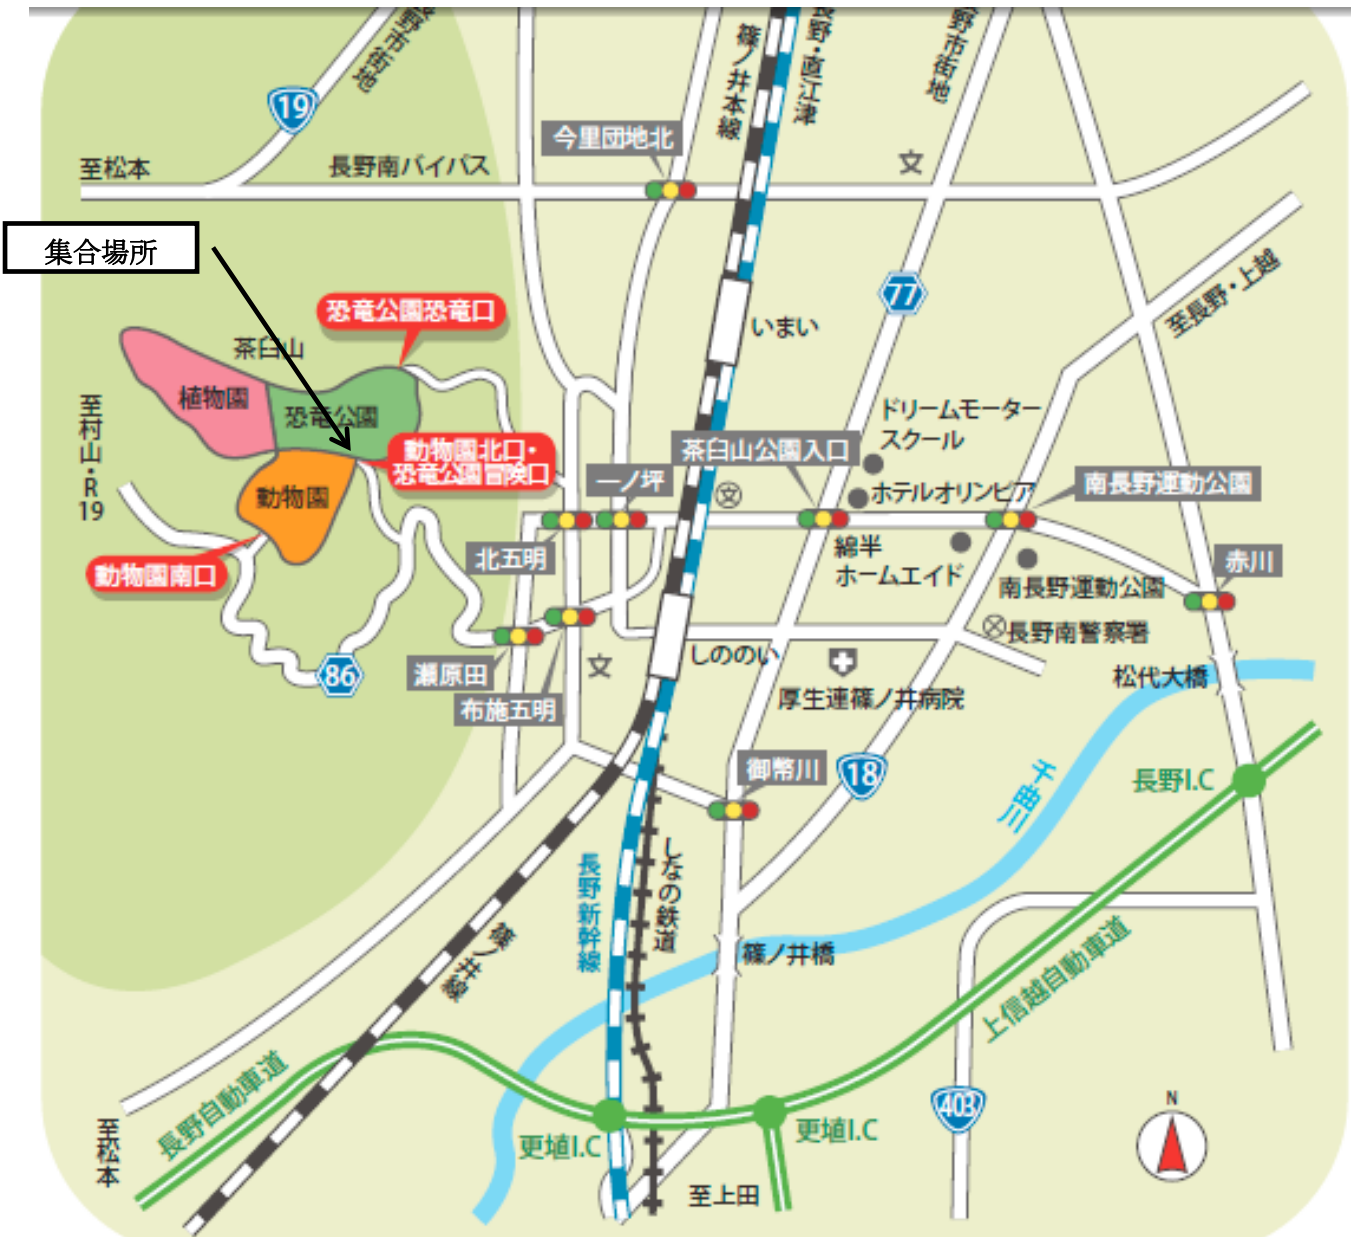 野市街地
篠ノ井本線
野・直江津
野市街地
19
今里団地北
至松本
長野南バイパス
文
集合場所
77
至長野・上越
恐竜公園恐竜口
いまい
茶臼山
植物園
恐竜公園
至村山・R19
ドリームモーター
スクール
動物園北口・
恐竜公園冒険口
茶臼山公園入口
一ノ坪
文
ホテルオリンピア
南長野運動公園
動物園
北五明
綿半
ホームエイド
赤川
動物園南口
南長野運動公園
長野南警察署
しののい
文
瀬原田
86
布施五明
厚生連篠ノ井病院
松代大橋
御幣川
18
千曲川
長野I.C
しなの鉄道
長野新幹線
篠ノ井線
篠ノ井橋
上信越自動車道
長野自動車道
403
N
至松本
更埴I.C
更埴I.C
至上田